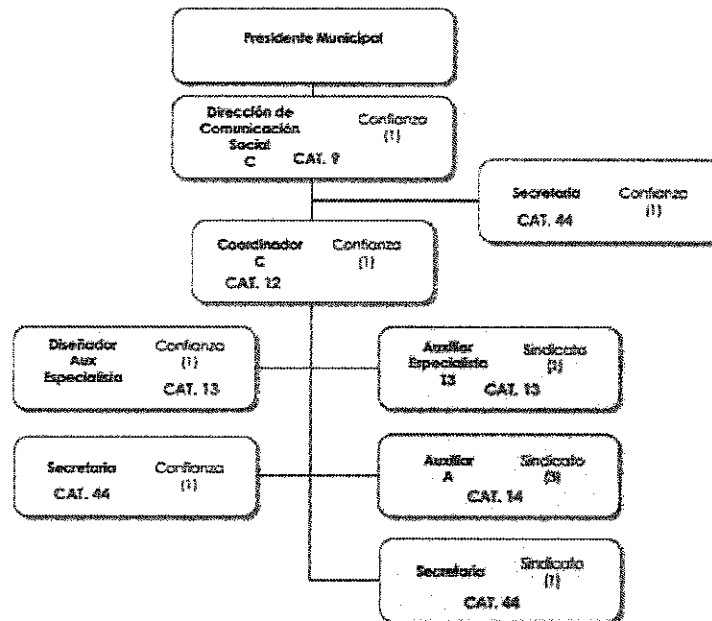 Presidente Municipal
Dirección de Confianza
Comunicación (1)
Social
C CAT. 9
Secretaria Confianza
CAT. 44 (1)
Coordinador Confianza
C (1)
CAT. 12
Diseñador Confianza
Aux (1)
Especialista CAT. 13
Auxiliar Sindicato
Especialista
13 CAT. 13
Secretaria Confianza
CAT. 44 (1)
Auxiliar Sindicato
A (3)
CAT. 14
Secretaria Sindicato
(1)
CAT. 44